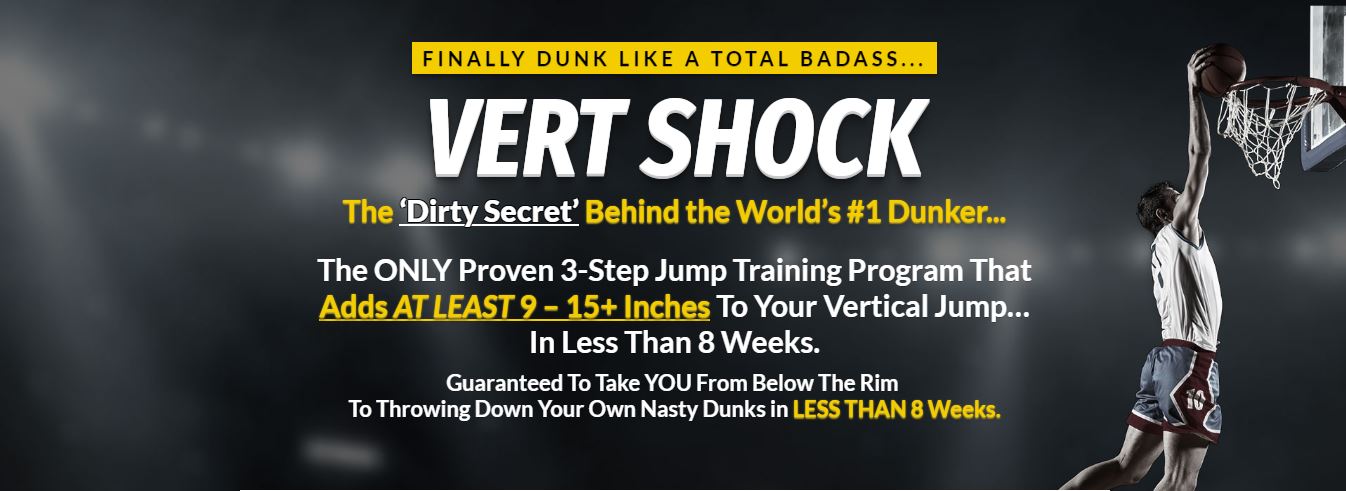 FINALLY DUNK LIKE A TOTAL BADASS...
VERT SHOCK
The ‘Dirty Secret’ Behind the World’s #1 Dunker...
The ONLY Proven 3-Step Jump Training Program That
Adds AT LEAST 9 – 15+ Inches To Your Vertical Jump...
In Less Than 8 Weeks.
Guaranteed To Take YOU From Below The Rim
To Throwing Down Your Own Nasty Dunks in LESS THAN 8 Weeks.
10